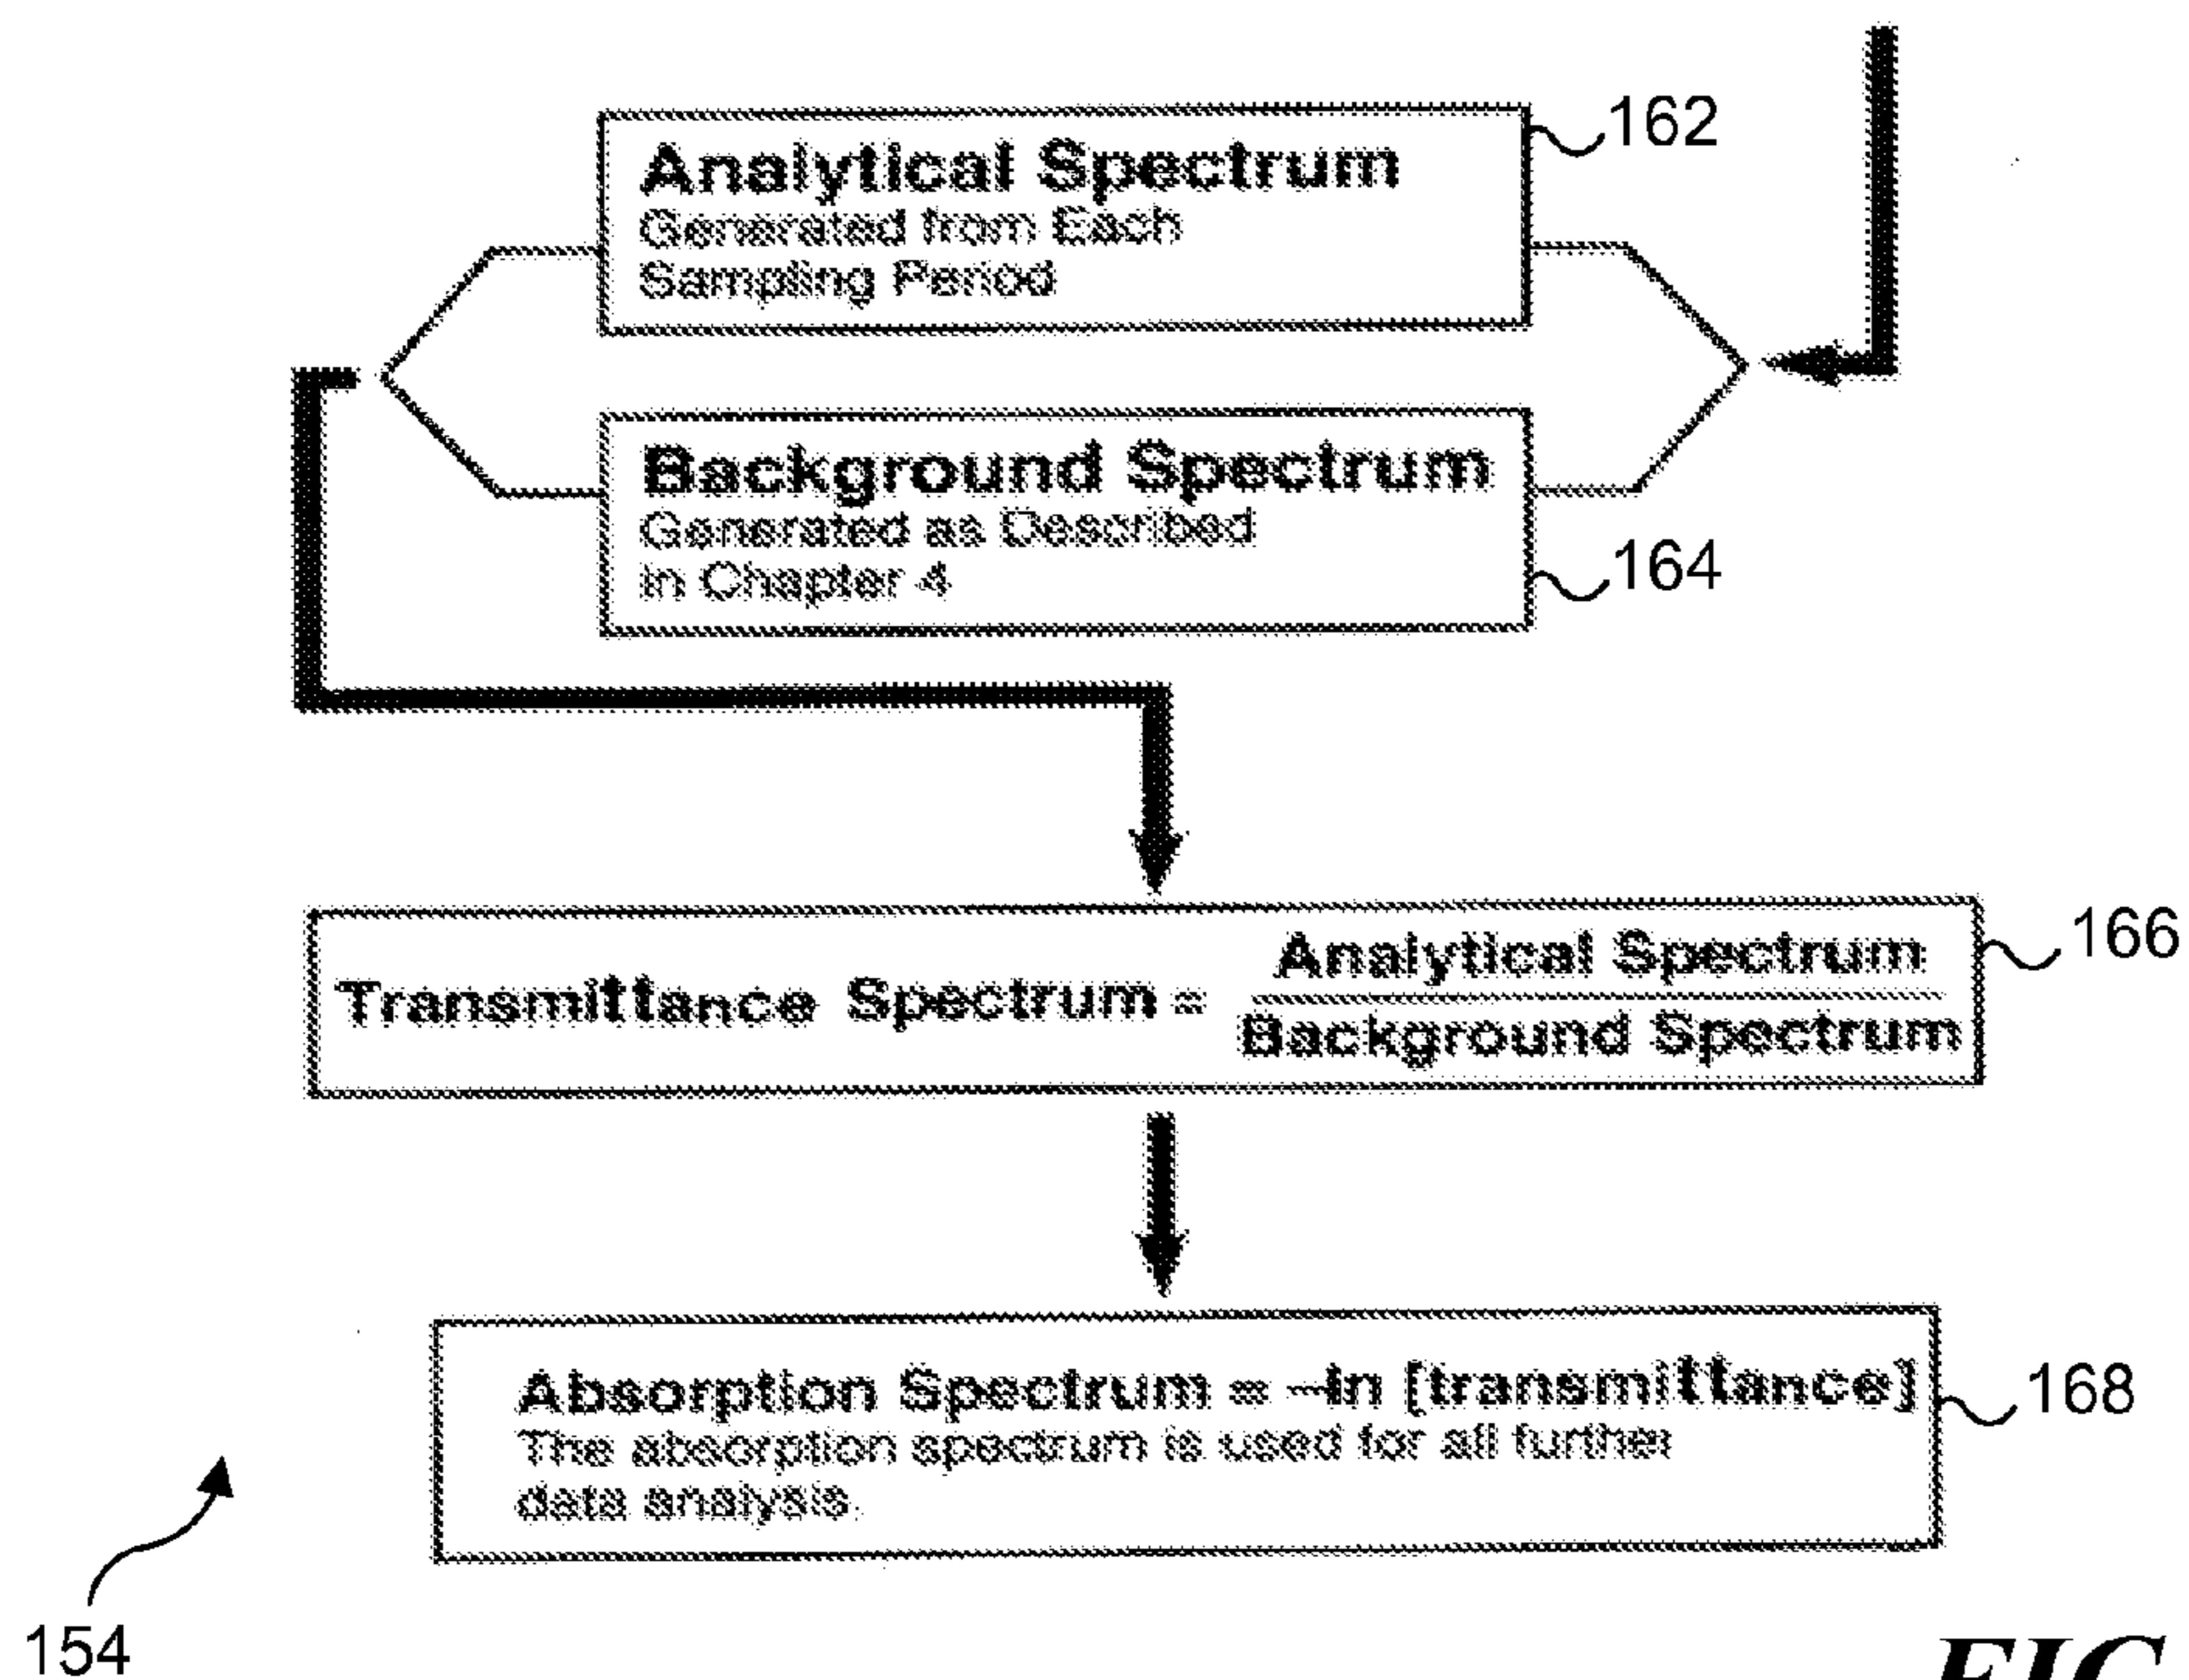 162
Analytical Spectrum
Generated from Each
Sampling Period
Background Spectrum
Generated as Described
in Chapter 4
164
166
Transmittance Spectrum = Analytical Spectrum
Background Spectrum
168
Absorption Spectrum = –ln [transmittance]
The absorption spectrum is used for all further
data analysis.
154
FIG